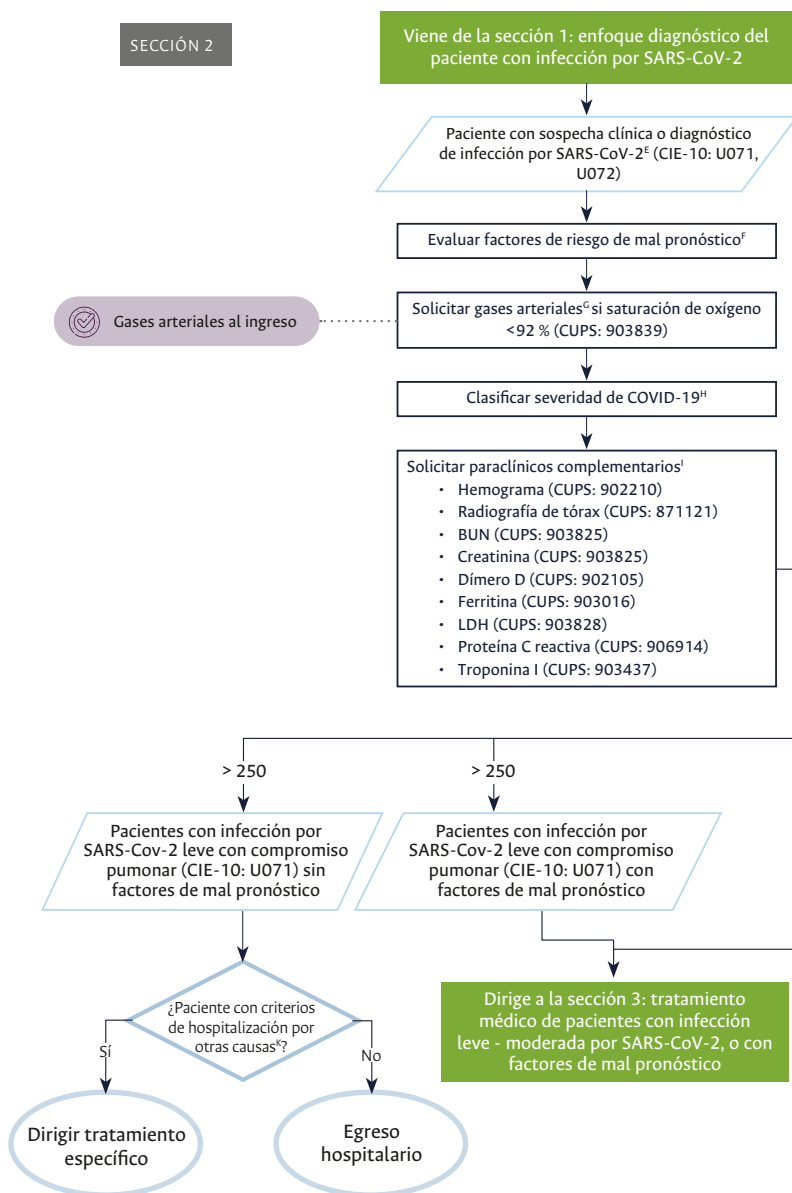 SECCIÓN 2
Viene de la sección 1: enfoque diagnóstico del
paciente con infección por SARS-CoV-2
Paciente con sospecha clínica o diagnóstico
de infección por SARS-CoV-2ᴱ (CIE-10: U071,
U072)
Evaluar factores de riesgo de mal pronósticoF
Gases arteriales al ingreso
Solicitar gases arterialesG si saturación de oxígeno
<92 % (CUPS: 903839)
Clasificar severidad de COVID-19H
Solicitar paraclínicos complementariosI
• Hemograma (CUPS: 902210)
• Radiografía de tórax (CUPS: 871121)
• BUN (CUPS: 903825)
• Creatinina (CUPS: 903825)
• Dímero D (CUPS: 902105)
• Ferritina (CUPS: 903016)
• LDH (CUPS: 903828)
• Proteína C reactiva (CUPS: 906914)
• Troponina I (CUPS: 903437)
> 250
> 250
Pacientes con infección por
SARS-Cov-2 leve con compromiso
pumonar (CIE-10: U071) sin
factores de mal pronóstico
Pacientes con infección por
SARS-Cov-2 leve con compromiso
pumonar (CIE-10: U071) con
factores de mal pronóstico
¿Paciente con criterios
de hospitalización por
otras causasK?
Sí
No
Dirigir tratamiento
específico
Egreso
hospitalario
Dirige a la sección 3: tratamiento
médico de pacientes con infección
leve - moderada por SARS-CoV-2, o con
factores de mal pronóstico